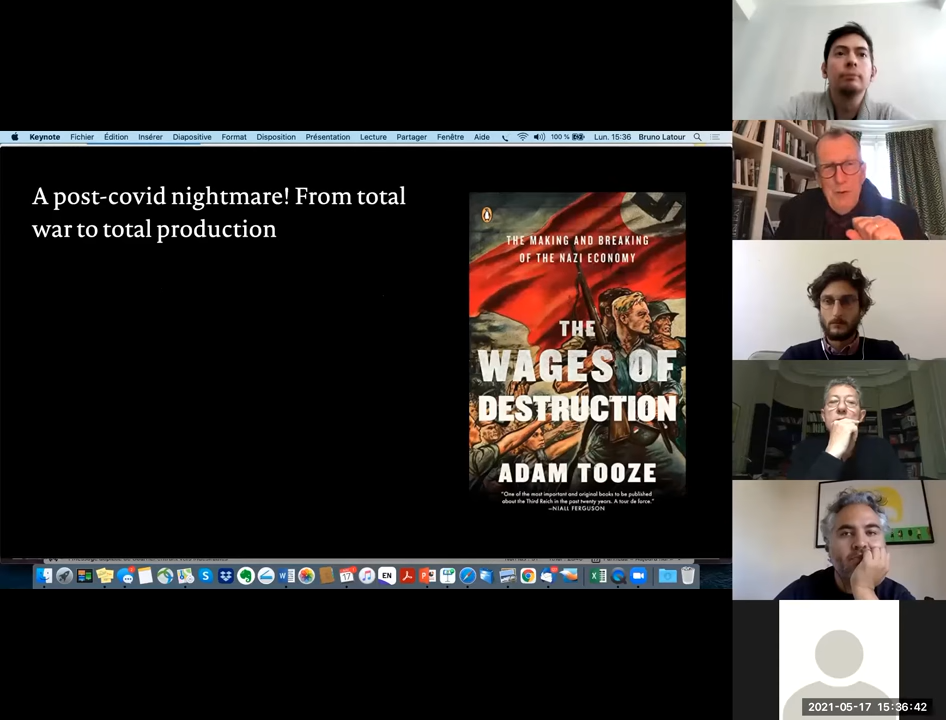 Keynote Fichier Édition Insérer Diapositive Format Disposition Présentation Lecture Partager Fenêtre Aide 100 % Lun. 15:36 Bruno Latour
A post-covid nightmare! From total
war to total production
THE MAKING AND BREAKING
OF THE NAZI ECONOMY
THE
WAGES OF
DESTRUCTION
ADAM TOOZE
"One of the most important and original books to be published
about the Third Reich in the past twenty years. A tour de force."
—NIALL FERGUSON
17
EN
2021-05-17 15:36:42